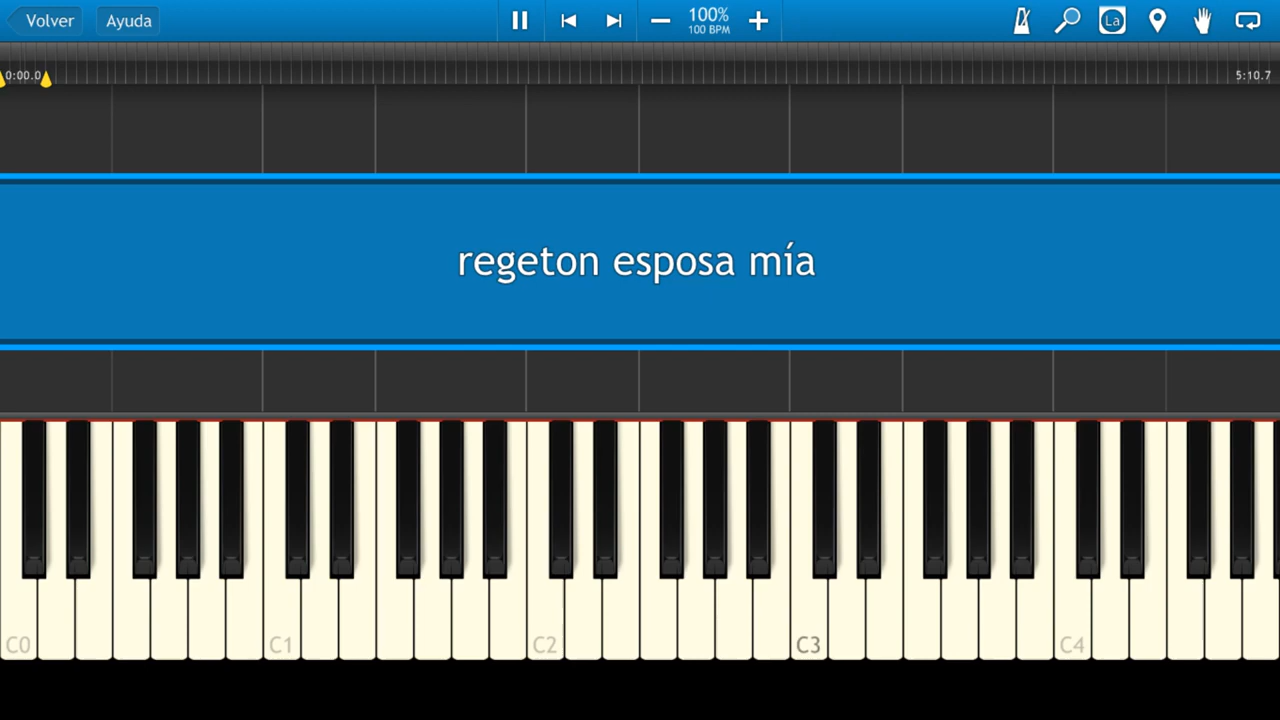 Volver Ayuda 100% La
100 BPM
0:00.0 5:10.7
regeton esposa mía
C0 C1 C2 C3 C4